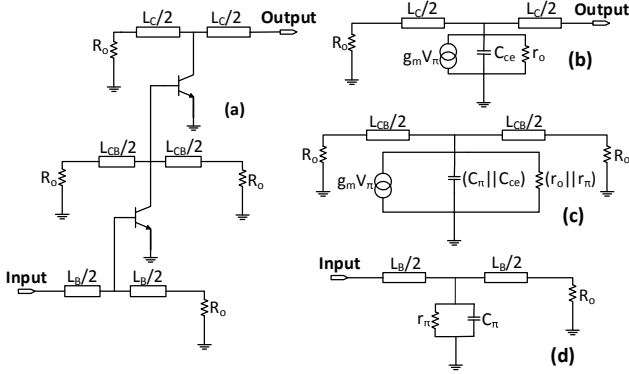 L_C/2 L_C/2 Output
R_o
(a)
L_CB/2 L_CB/2
R_o R_o
Input L_B/2 L_B/2
R_o
L_C/2 L_C/2 Output
R_o
g_mV_π C_ce r_o
(b)
L_CB/2 L_CB/2
R_o R_o
g_mV_π (C_π||C_ce) (r_o||r_π)
(c)
Input L_B/2 L_B/2
r_π C_π R_o
(d)